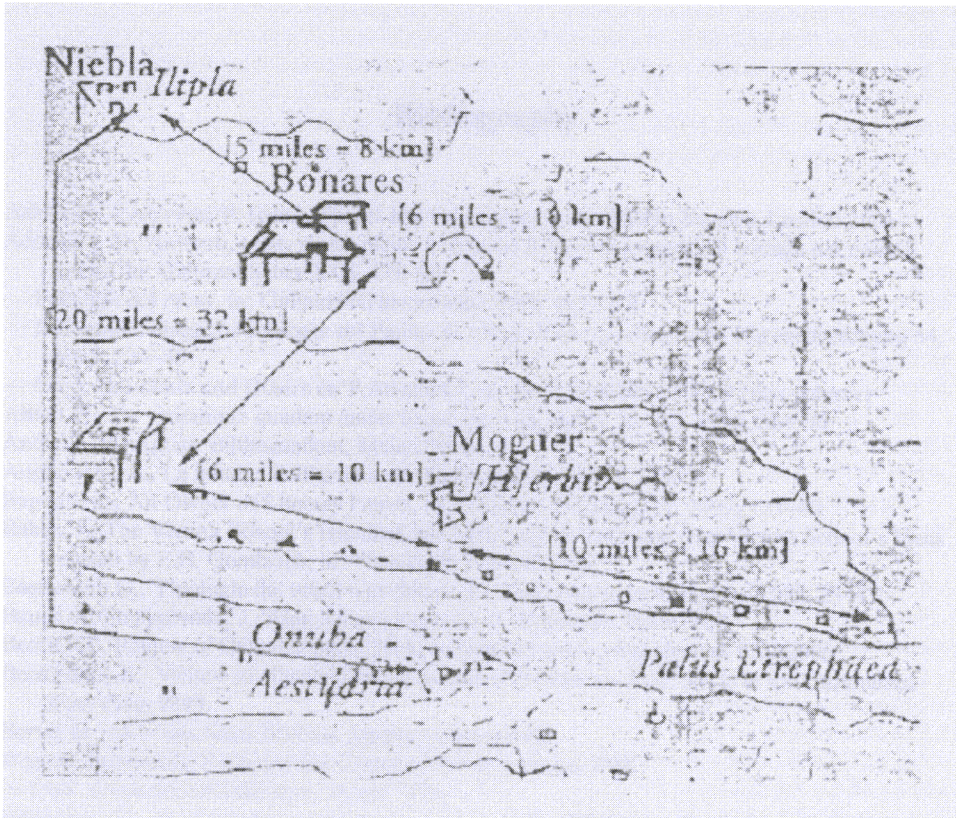 Niebla
Ilipla
[5 miles = 8 km]
Bonares
[6 miles = 10 km]
[20 miles = 32 km]
Moguer
[6 miles = 10 km]
[10 miles = 16 km]
Onuba
Aestuaria
Palus Etrephaea